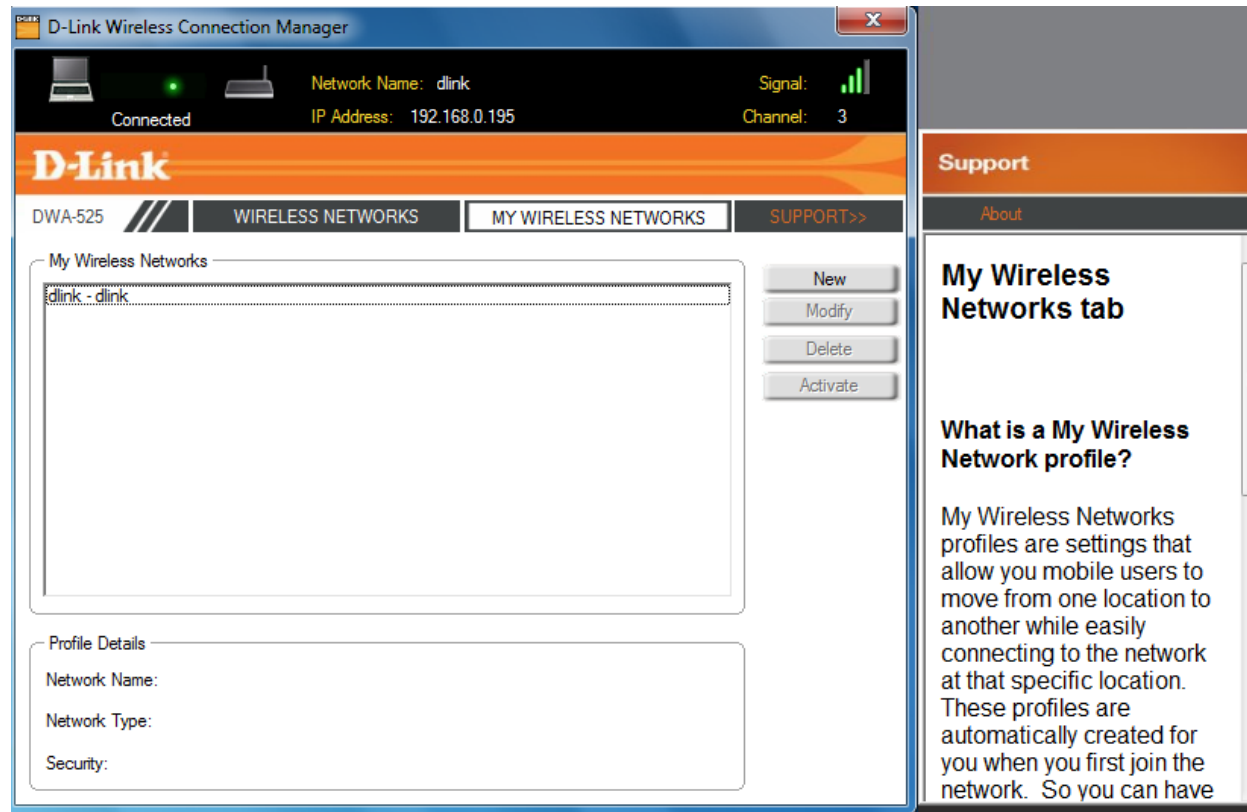 D-Link Wireless Connection Manager
Network Name: dlink
Signal:
Connected
IP Address: 192.168.0.195
Channel: 3
D-Link
DWA-525
WIRELESS NETWORKS
MY WIRELESS NETWORKS
SUPPORT>>
My Wireless Networks
dlink - dlink
New
Modify
Delete
Activate
Profile Details
Network Name:
Network Type:
Security:
Support
About
My Wireless
Networks tab
What is a My Wireless
Network profile?
My Wireless Networks
profiles are settings that
allow you mobile users to
move from one location to
another while easily
connecting to the network
at that specific location.
These profiles are
automatically created for
you when you first join the
network. So you can have